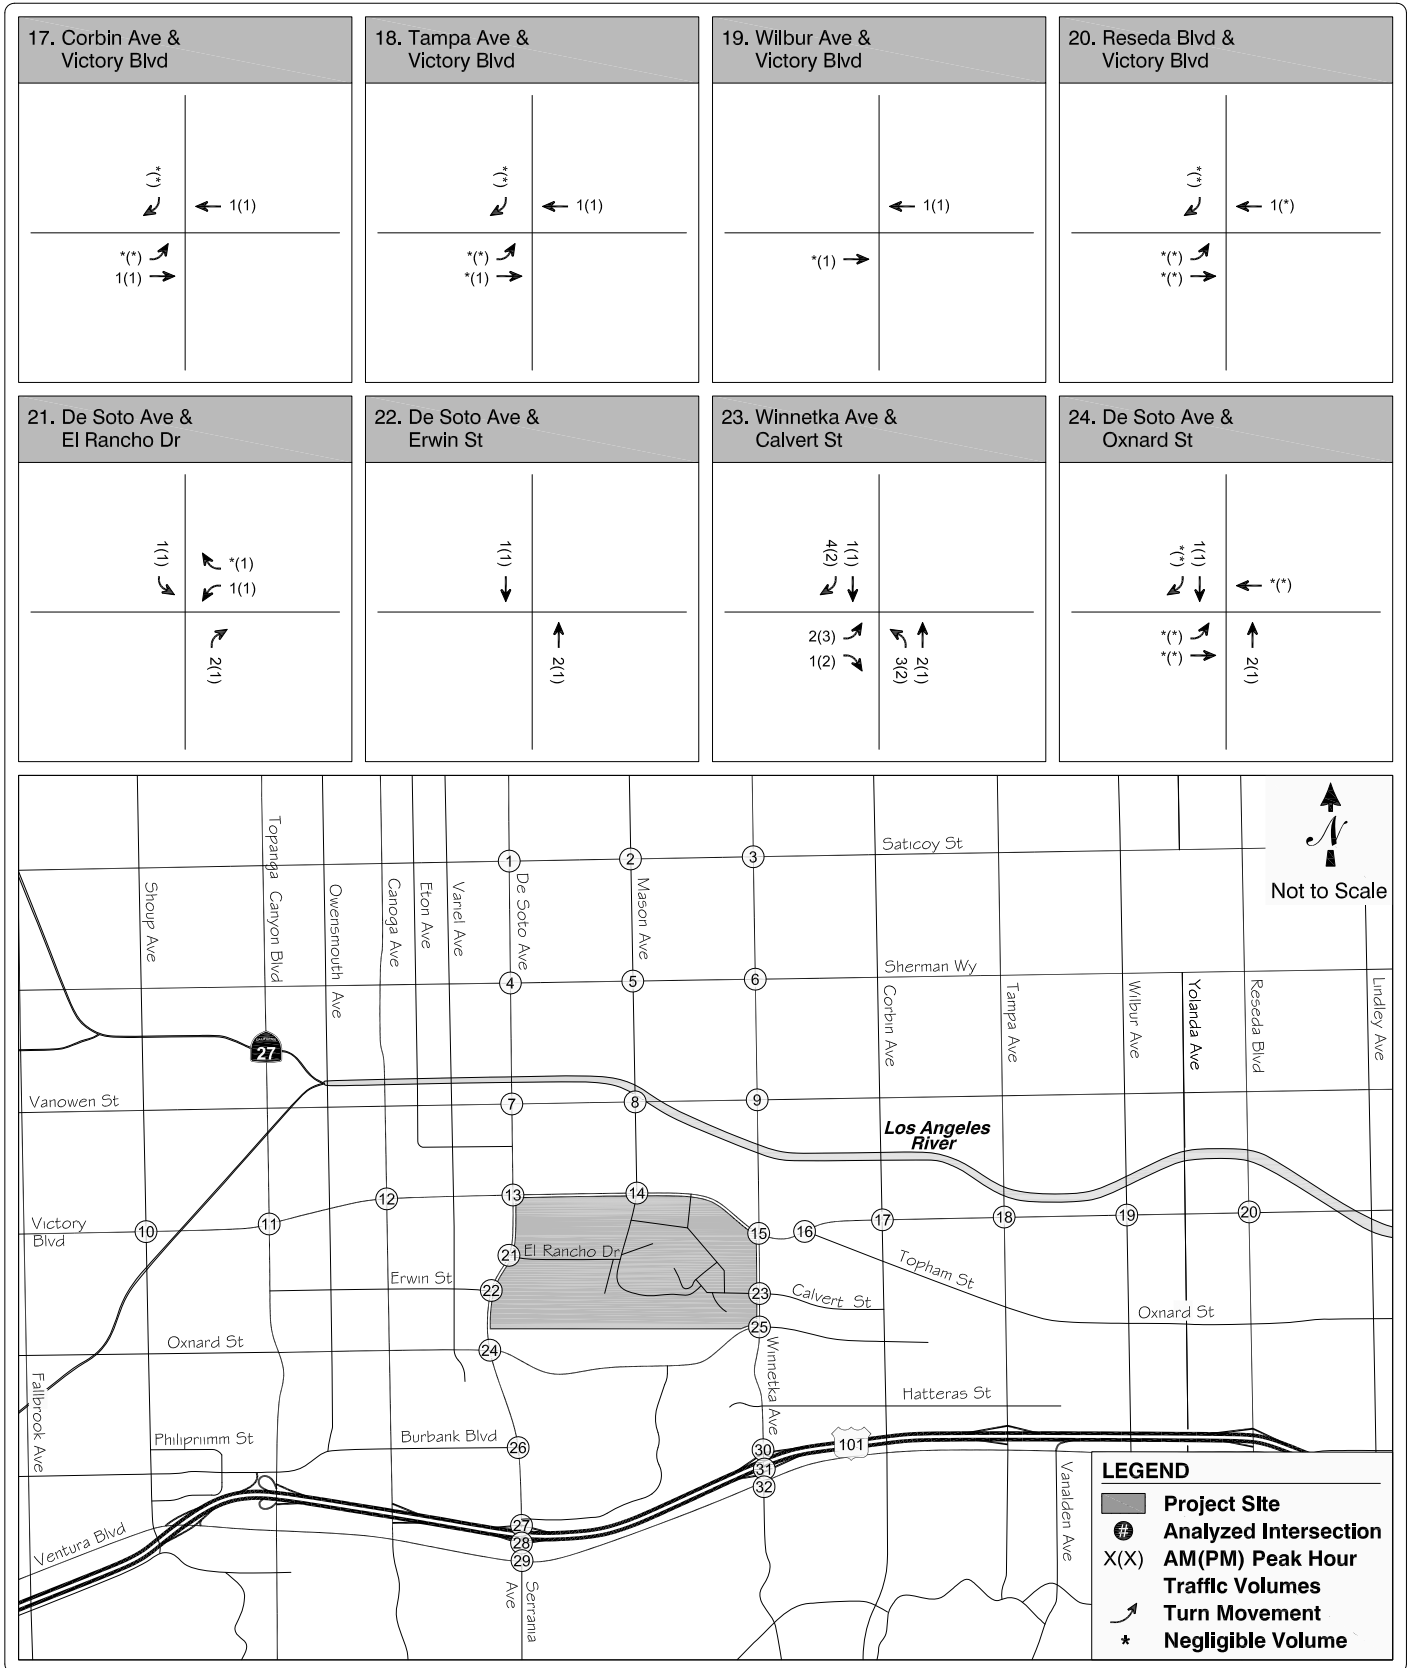 17. Corbin Ave &
Victory Blvd
18. Tampa Ave &
Victory Blvd
19. Wilbur Ave &
Victory Blvd
20. Reseda Blvd &
Victory Blvd
*(*)
1(1)
*(*)
1(1)
*(*)
1(1)
*(*)
*(1)
1(1)
*(1)
*(*)
1(*)
*(*)
*(*)
21. De Soto Ave &
El Rancho Dr
22. De Soto Ave &
Erwin St
23. Winnetka Ave &
Calvert St
24. De Soto Ave &
Oxnard St
1(1)
*(1)
1(1)
2(1)
1(1)
2(1)
4(2)
1(1)
2(3)
1(2)
3(2)
2(1)
*(*)
1(1)
*(*)
*(*)
*(*)
2(1)
N
Not to Scale
Saticoy St
1
2
3
Topanga Canyon Blvd
Shoup Ave
Owensmouth Ave
Canoga Ave
Eton Ave
Variel Ave
De Soto Ave
Mason Ave
Sherman Wy
4
5
6
Corbin Ave
Tampa Ave
Wilbur Ave
Yolanda Ave
Reseda Blvd
Lindley Ave
27
Vanowen St
7
8
9
Los Angeles
River
Victory
Blvd
10
11
12
13
14
15
16
17
18
19
20
21
El Rancho Dr
Topham St
Erwin St
22
23
Calvert St
Oxnard St
25
Oxnard St
24
Winnetka Ave
Fallbrook Ave
Hatteras St
Philiprimm St
Burbank Blvd
26
30
101
31
32
Vanalden Ave
Ventura Blvd
27
28
29
Serrania
Ave
LEGEND
Project Site
# Analyzed Intersection
X(X) AM(PM) Peak Hour
Traffic Volumes
Turn Movement
* Negligible Volume